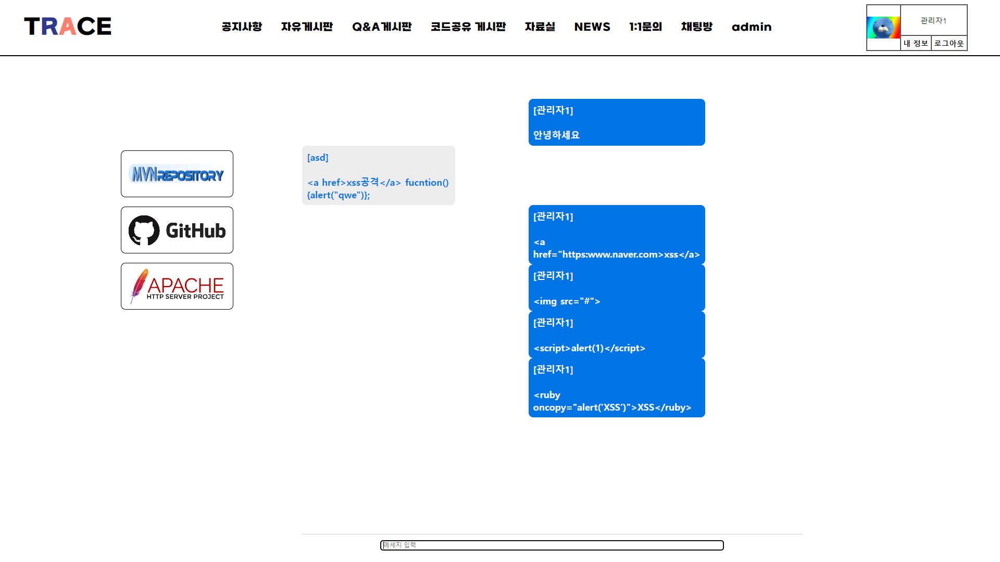 TRACE
공지사항 자유게시판 Q&A게시판 코드공유 게시판 자료실 NEWS 1:1문의 채팅방 admin
관리자1
내 정보 로그아웃
[관리자1]
안녕하세요
MVNREPOSITORY
[asd]
<a href>xss공격</a> fucntion()
{alert("qwe")};
GitHub
[관리자1]
<a
href="https:www.naver.com>xss</a>
APACHE
HTTP SERVER PROJECT
[관리자1]
<img src="#">
[관리자1]
<script>alert(1)</script>
[관리자1]
<ruby
oncopy="alert('XSS')">XSS</ruby>
메세지 입력